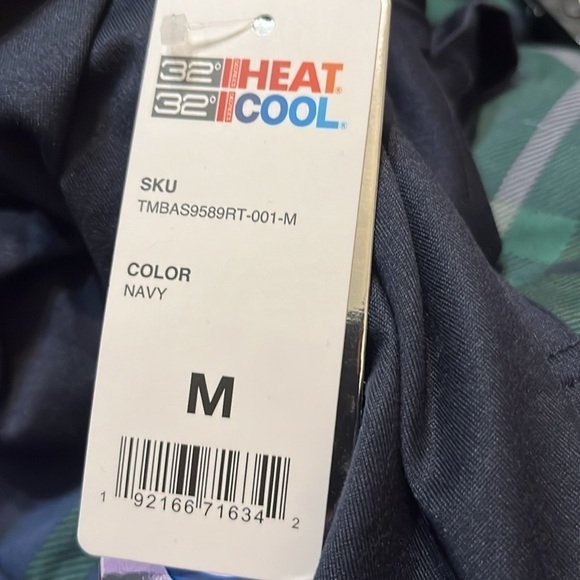 32° HEAT®
32° COOL®
SKU
TMBAS9589RT-001-M
COLOR
NAVY
M
1 92166 71634 2